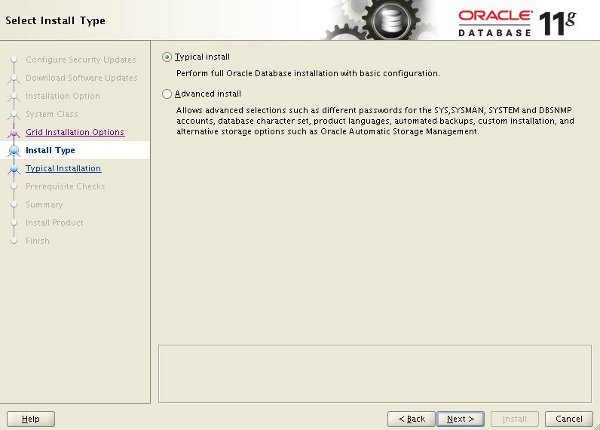 Select Install Type
ORACLE
DATABASE 11g
Configure Security Updates
Download Software Updates
Installation Option
System Class
Grid Installation Options
Install Type
Typical Installation
Prerequisite Checks
Summary
Install Product
Finish
Typical install
Perform full Oracle Database installation with basic configuration.
Advanced install
Allows advanced selections such as different passwords for the SYS,SYSMAN, SYSTEM and DBSNMP
accounts, database character set, product languages, automated backups, custom installation, and
alternative storage options such as Oracle Automatic Storage Management.
Help
< Back
Next >
Install
Cancel